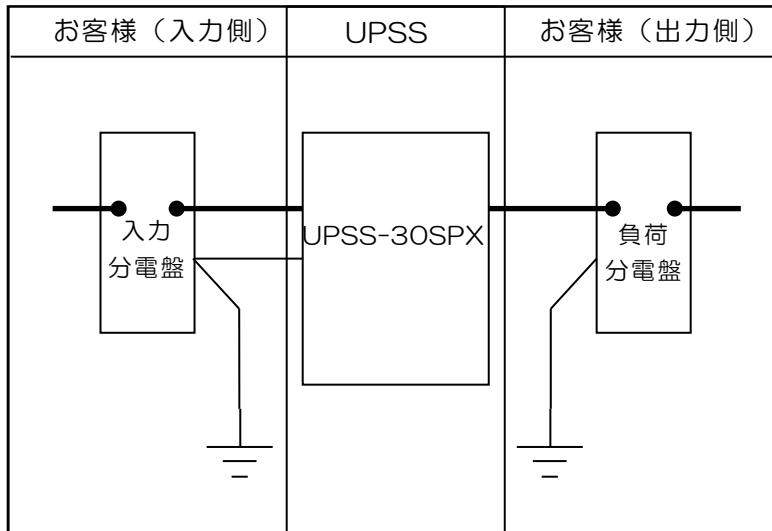 お客様（入力側）
UPSS
お客様（出力側）
入力
分電盤
UPSS-30SPX
負荷
分電盤